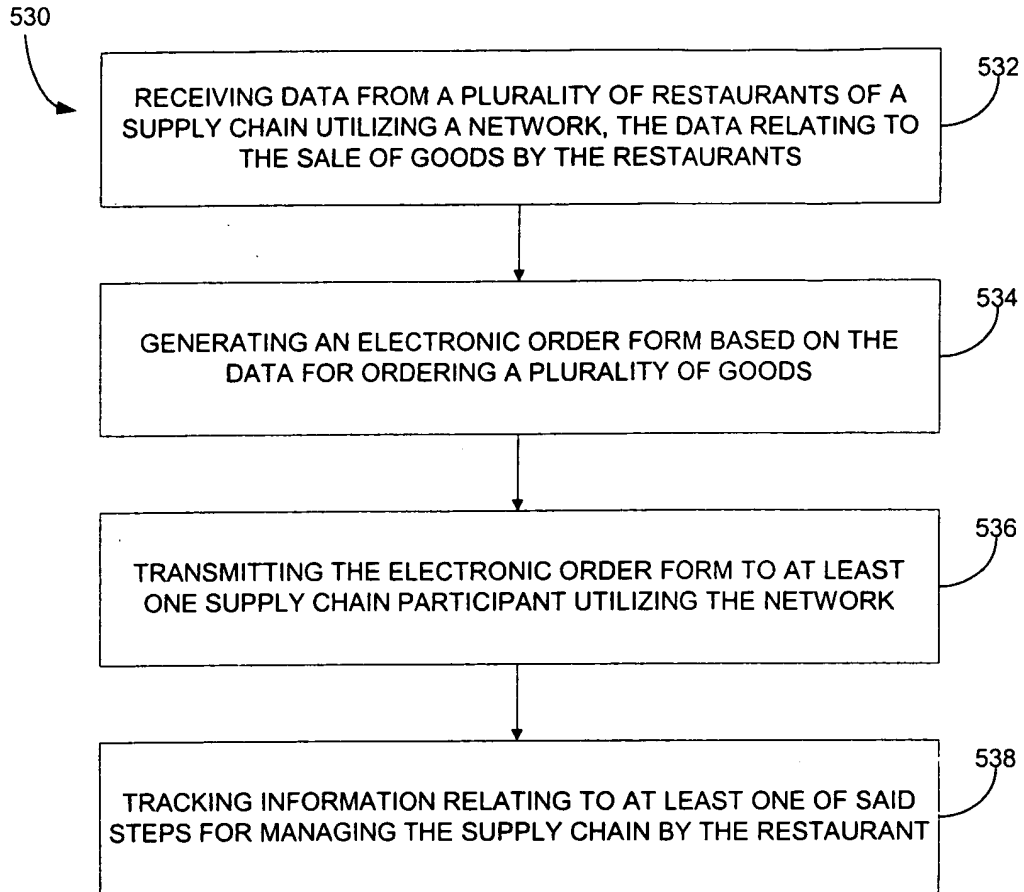 530
532
RECEIVING DATA FROM A PLURALITY OF RESTAURANTS OF A
SUPPLY CHAIN UTILIZING A NETWORK, THE DATA RELATING TO
THE SALE OF GOODS BY THE RESTAURANTS
534
GENERATING AN ELECTRONIC ORDER FORM BASED ON THE
DATA FOR ORDERING A PLURALITY OF GOODS
536
TRANSMITTING THE ELECTRONIC ORDER FORM TO AT LEAST
ONE SUPPLY CHAIN PARTICIPANT UTILIZING THE NETWORK
538
TRACKING INFORMATION RELATING TO AT LEAST ONE OF SAID
STEPS FOR MANAGING THE SUPPLY CHAIN BY THE RESTAURANT